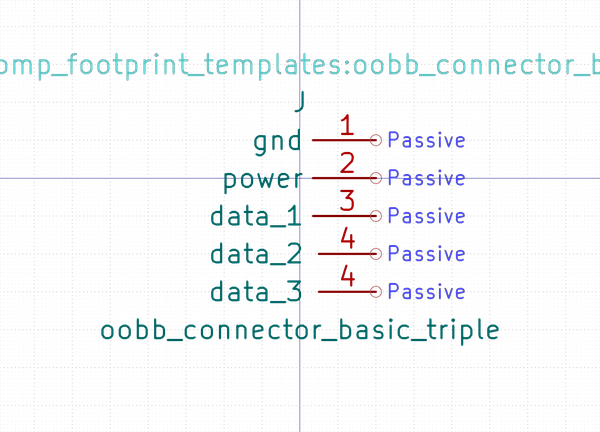 omp_footprint_templates:oobb_connector_b
J
gnd 1 Passive
power 2 Passive
data_1 3 Passive
data_2 4 Passive
data_3 4 Passive
oobb_connector_basic_triple